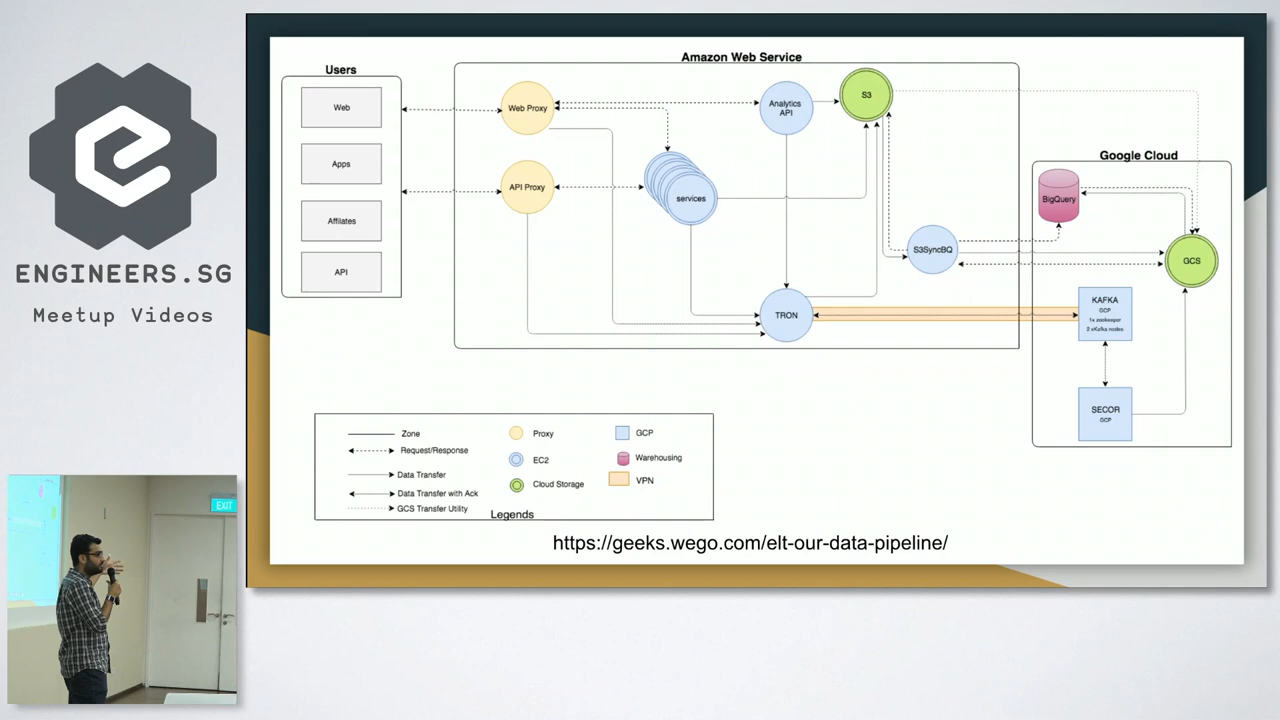 ENGINEERS.SG
Meetup Videos
Users
Web
Apps
Affilates
API
Amazon Web Service
Web Proxy
API Proxy
services
Analytics
API
S3
S3SyncBQ
TRON
Google Cloud
BigQuery
GCS
KAFKA
GCP
1x zookeeper
2 xKafka nodes
SECOR
GCP
Zone
Request/Response
Data Transfer
Data Transfer with Ack
GCS Transfer Utility
Proxy
EC2
Cloud Storage
GCP
Warehousing
VPN
Legends
https://geeks.wego.com/elt-our-data-pipeline/
EXIT